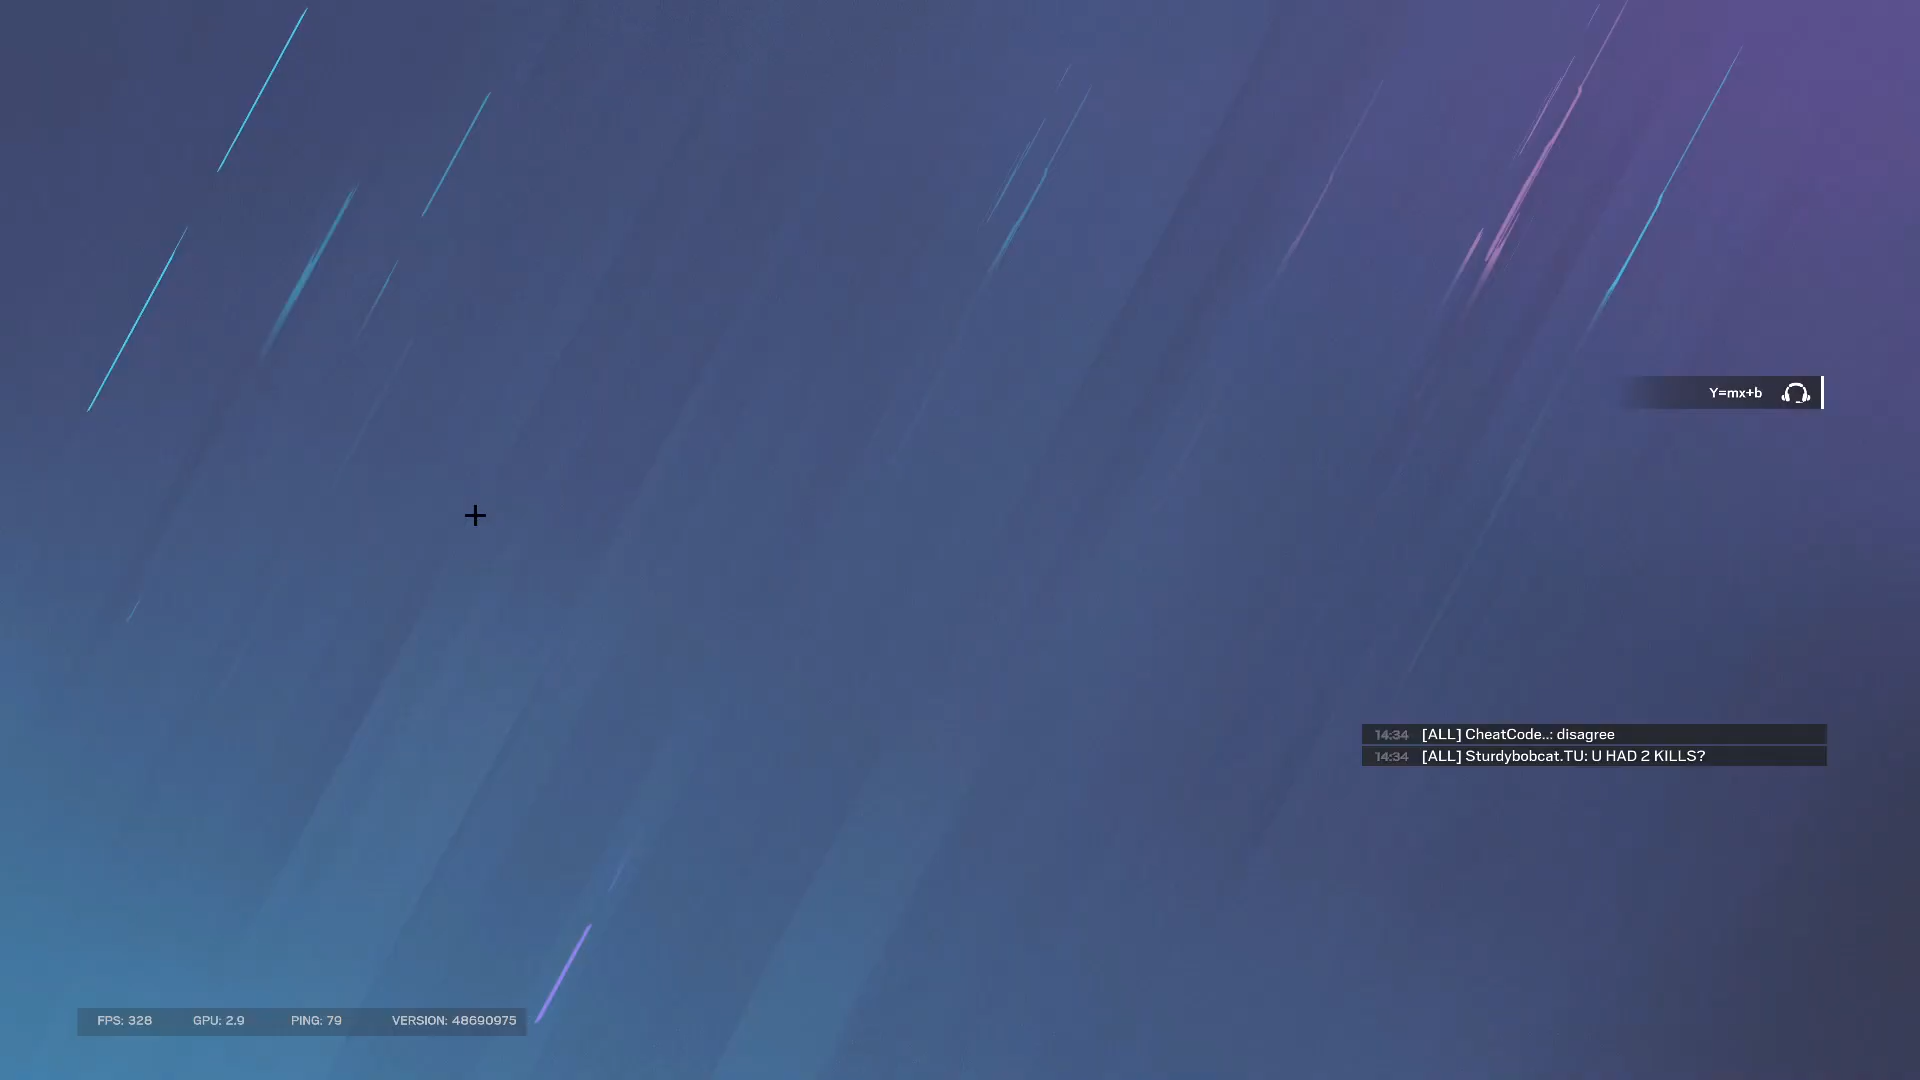 Y=mx+b
14:34 [ALL] CheatCode..: disagree
14:34 [ALL] Sturdybobcat.TU: U HAD 2 KILLS?
FPS: 328 GPU: 2.9 PING: 79 VERSION: 48690975